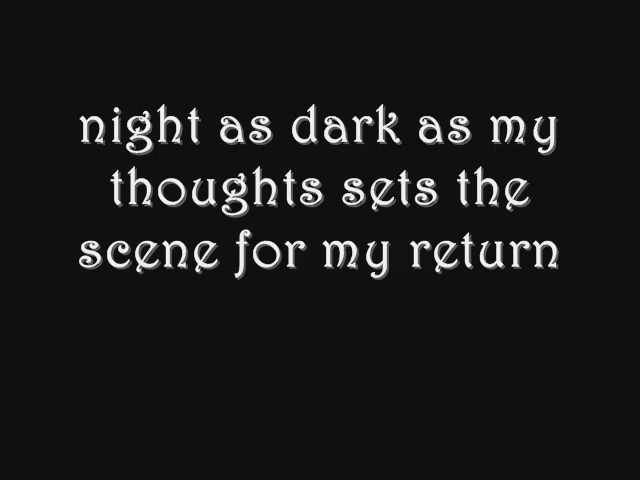 night as dark as my
thoughts sets the
scene for my return